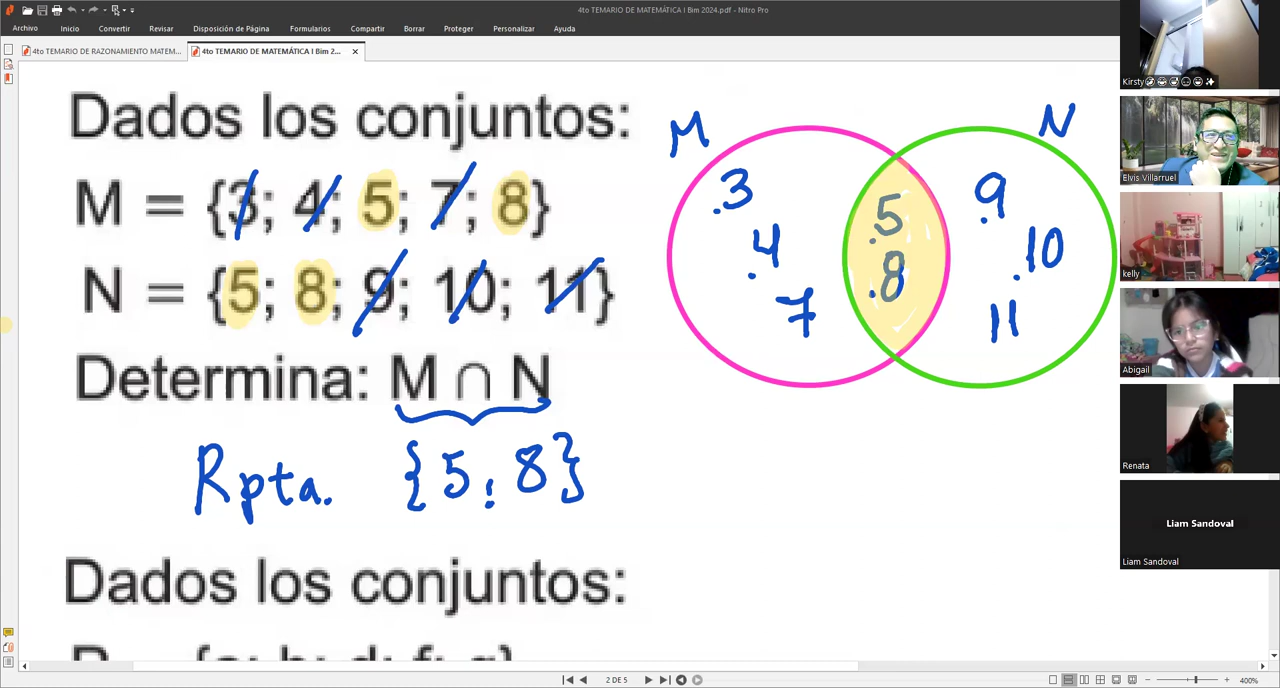 4to TEMARIO DE MATEMÁTICA I Bim 2024.pdf - Nitro Pro
Archivo Inicio Convertir Revisar Disposición de Página Formularios Compartir Borrar Proteger Personalizar Ayuda
4to TEMARIO DE RAZONAMIENTO MATEM... 4to TEMARIO DE MATEMÁTICA I Bim 2...
Dados los conjuntos:
M = {3; 4; 5; 7; 8}
N = {5; 8; 9; 10; 11}
Determina: M ∩ N
Rpta. {5; 8}
Dados los conjuntos:
M N
3 5 9
4 8 10
7 11
Kirsty
Elvis Villarruel
kelly
Abigail
Renata
Liam Sandoval
Liam Sandoval
2 DE 5
400%